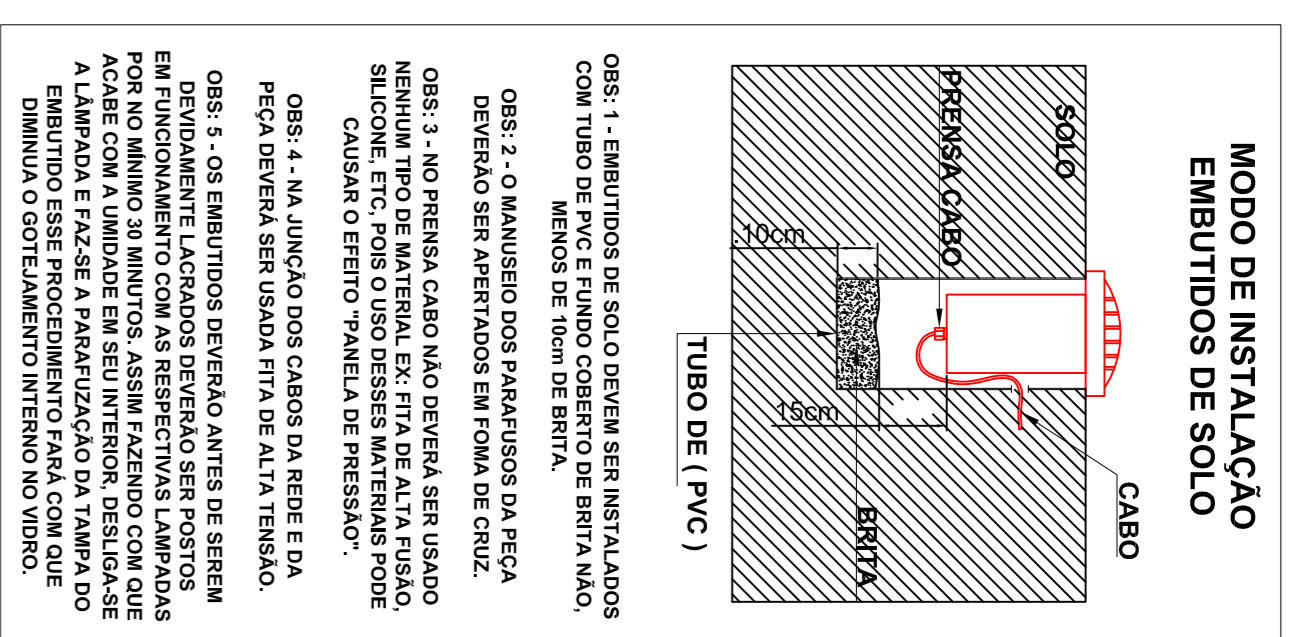 MODO DE INSTALAÇÃO
EMBUTIDOS DE SOLO
CABO
SOLO
PRENSA CABO
.10cm
15cm
BRITA
TUBO DE ( PVC )
OBS: 1 - EMBUTIDOS DE SOLO DEVEM SER INSTALADOS
COM TUBO DE PVC E FUNDO COBERTO DE BRITA NÃO,
MENOS DE 10cm DE BRITA.
OBS: 2 - O MANUSEIO DOS PARAFUSOS DA PEÇA
DEVERÃO SER APERTADOS EM FOMA DE CRUZ.
OBS: 3 - NO PRENSA CABO NÃO DEVERÁ SER USADO
NENHUM TIPO DE MATERIAL EX: FITA DE ALTA FUSÃO,
SILICONE, ETC, POIS O USO DESSES MATERIAIS PODE
CAUSAR O EFEITO "PANELA DE PRESSÃO".
OBS: 4 - NA JUNÇÃO DOS CABOS DA REDE E DA
PEÇA DEVERÁ SER USADA FITA DE ALTA TENSÃO.
OBS: 5 - OS EMBUTIDOS DEVERÃO ANTES DE SEREM
DEVIDAMENTE LACRADOS DEVERÃO SER POSTOS
EM FUNCIONAMENTO COM AS RESPECTIVAS LAMPADAS
POR NO MÍNIMO 30 MINUTOS. ASSIM FAZENDO COM QUE
ACABE COM A UMIDADE EM SEU INTERIOR, DESLIGA-SE
A LÂMPADA E FAZ-SE A PARAFUZAÇÃO DA TAMPA DO
EMBUTIDO ESSE PROCEDIMENTO FARÁ COM QUE
DIMINUA O GOTEJAMENTO INTERNO NO VIDRO.